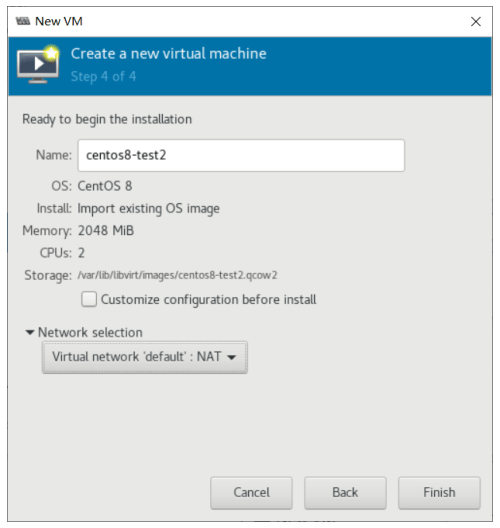 New VM
Create a new virtual machine
Step 4 of 4
Ready to begin the installation
Name: centos8-test2
OS: CentOS 8
Install: Import existing OS image
Memory: 2048 MiB
CPUs: 2
Storage: /var/lib/libvirt/images/centos8-test2.qcow2
Customize configuration before install
Network selection
Virtual network 'default' : NAT
Cancel Back Finish